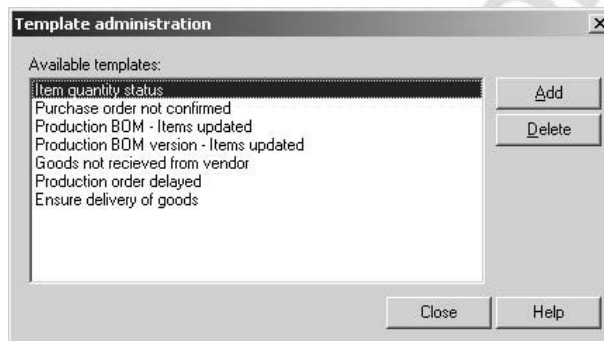 Template administration
Available templates:
Item quantity status
Purchase order not confirmed
Production BOM - Items updated
Production BOM version - Items updated
Goods not recieved from vendor
Production order delayed
Ensure delivery of goods
Add
Delete
Close
Help